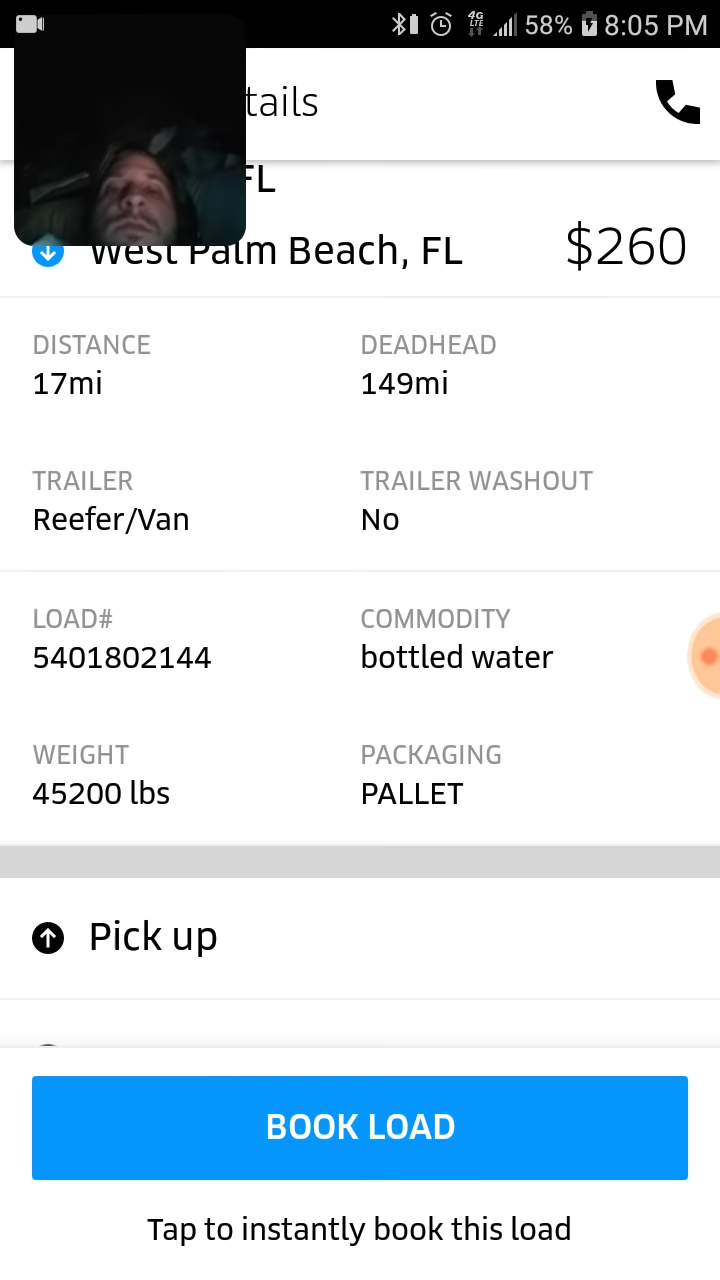 4G
LTE
58% 8:05 PM
tails
FL
West Palm Beach, FL $260
DISTANCE DEADHEAD
17mi 149mi
TRAILER TRAILER WASHOUT
Reefer/Van No
LOAD# COMMODITY
5401802144 bottled water
WEIGHT PACKAGING
45200 lbs PALLET
Pick up
BOOK LOAD
Tap to instantly book this load